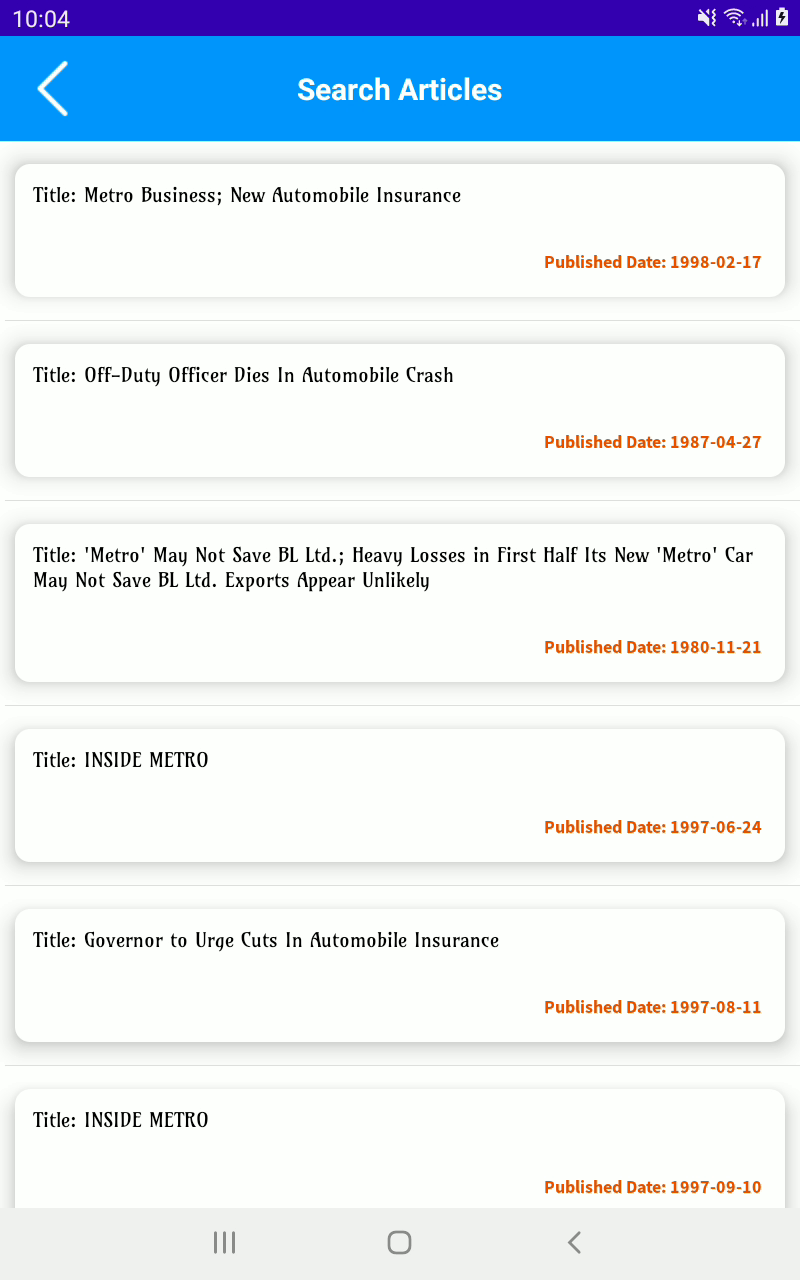 10:04
Search Articles
Title: Metro Business; New Automobile Insurance
Published Date: 1998-02-17
Title: Off-Duty Officer Dies In Automobile Crash
Published Date: 1987-04-27
Title: 'Metro' May Not Save BL Ltd.; Heavy Losses in First Half Its New 'Metro' Car
May Not Save BL Ltd. Exports Appear Unlikely
Published Date: 1980-11-21
Title: INSIDE METRO
Published Date: 1997-06-24
Title: Governor to Urge Cuts In Automobile Insurance
Published Date: 1997-08-11
Title: INSIDE METRO
Published Date: 1997-09-10